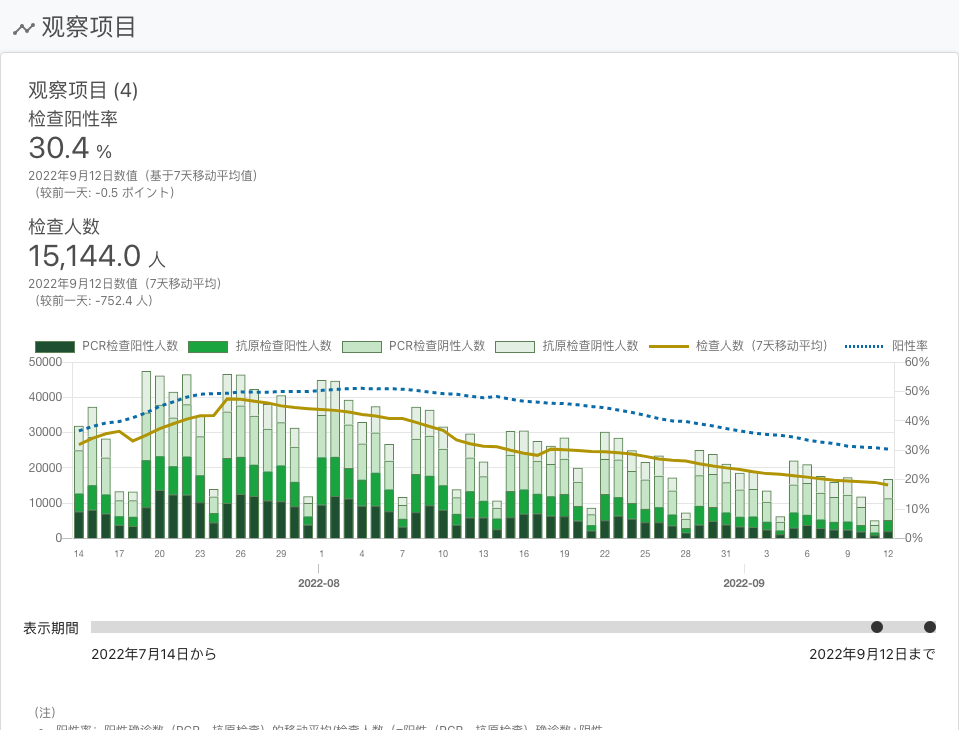 观察项目
观察项目 (4)
检查阳性率
30.4 %
2022年9月12日数值（基于7天移动平均值）
（较前一天: -0.5 ポイント）
检查人数
15,144.0 人
2022年9月12日数值（7天移动平均）
（较前一天: -752.4 人）
PCR检查阳性人数 抗原检查阳性人数 PCR检查阴性人数 抗原检查阴性人数 检查人数（7天移动平均） 阳性率
50000 60%
40000 50%
30000 40%
20000 30%
10000 20%
0 10%
0%
14 17 20 23 26 29 1 4 7 10 13 16 19 22 25 28 31 3 6 9 12
2022-08 2022-09
表示期間
2022年7月14日から 2022年9月12日まで
（注）